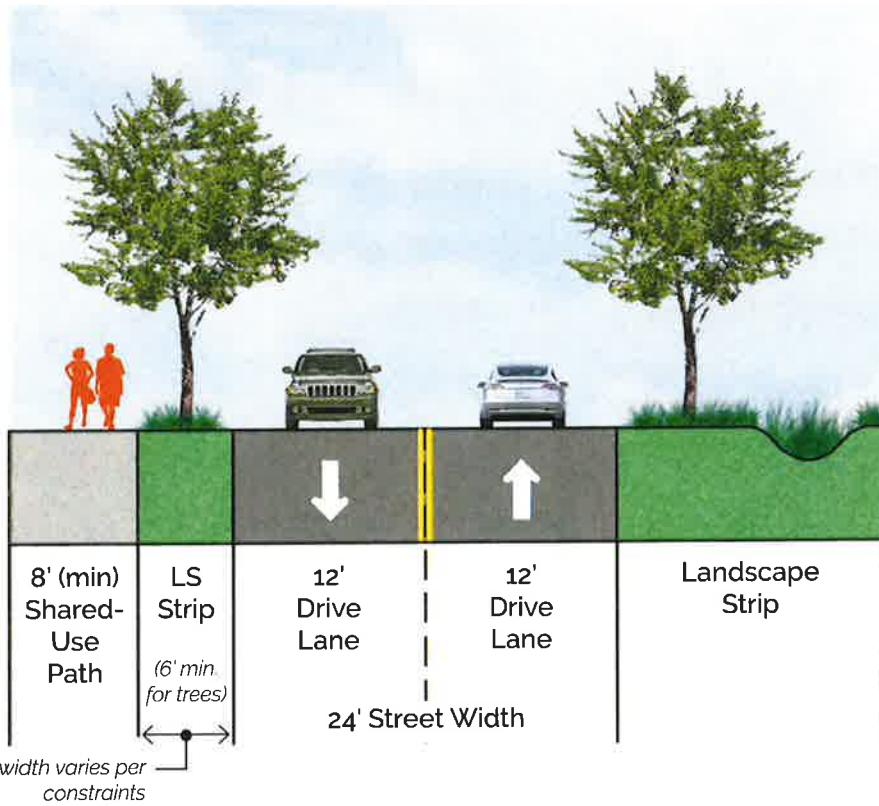 8' (min)
Shared-
Use
Path
LS
Strip
(6' min.
for trees)
12'
Drive
Lane
12'
Drive
Lane
Landscape
Strip
24' Street Width
width varies per
constraints